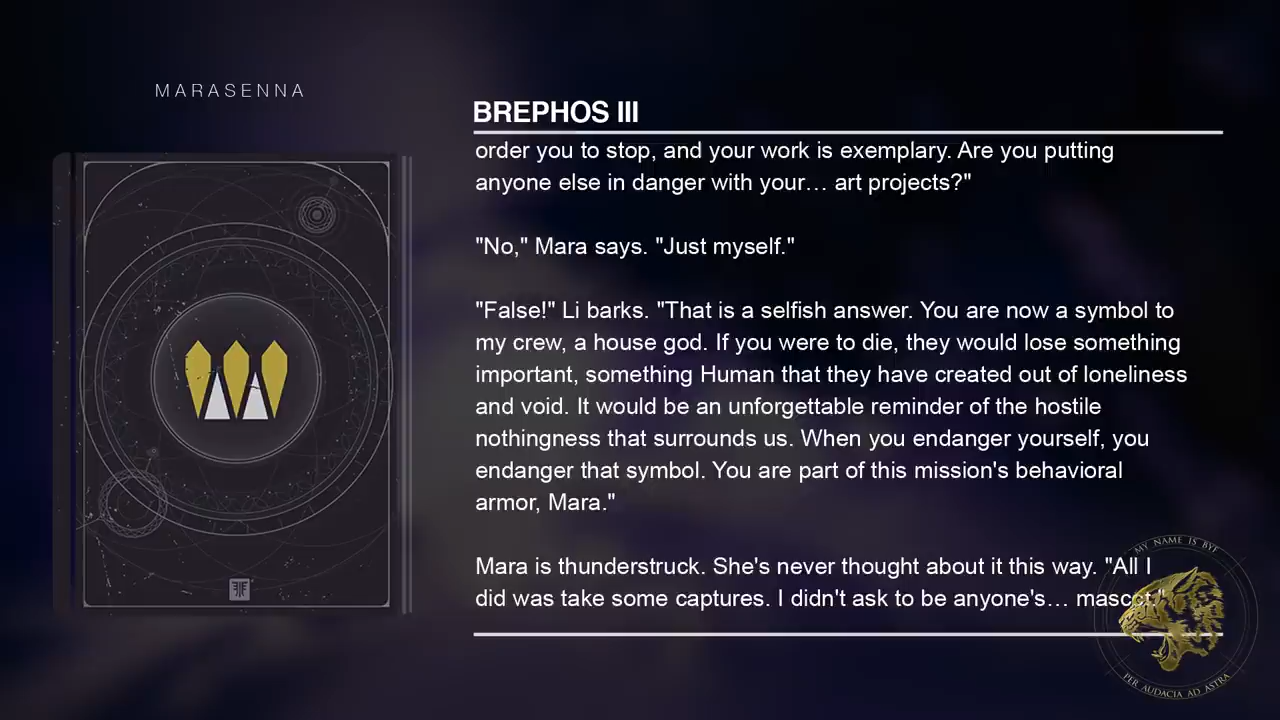 MARASENNA
BREPHOS III
order you to stop, and your work is exemplary. Are you putting
anyone else in danger with your… art projects?"
"No," Mara says. "Just myself."
"False!" Li barks. "That is a selfish answer. You are now a symbol to
my crew, a house god. If you were to die, they would lose something
important, something Human that they have created out of loneliness
and void. It would be an unforgettable reminder of the hostile
nothingness that surrounds us. When you endanger yourself, you
endanger that symbol. You are part of this mission's behavioral
armor, Mara."
Mara is thunderstruck. She's never thought about it this way. "All I
did was take some captures. I didn't ask to be anyone's… mascot."
MY NAME IS BYF
PER AUDACIA AD ASTRA